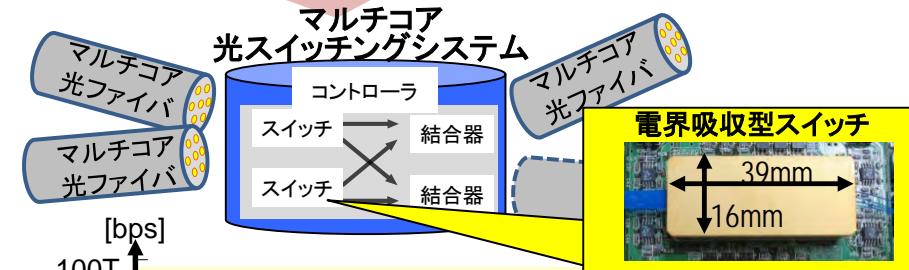 マルチコア
光スイッチングシステム
マルチコア
光ファイバ
マルチコア
光ファイバ
マルチコア
光ファイバ
コントローラ
スイッチ
結合器
スイッチ
結合器
電界吸収型スイッチ
39mm
16mm
[bps]
100T